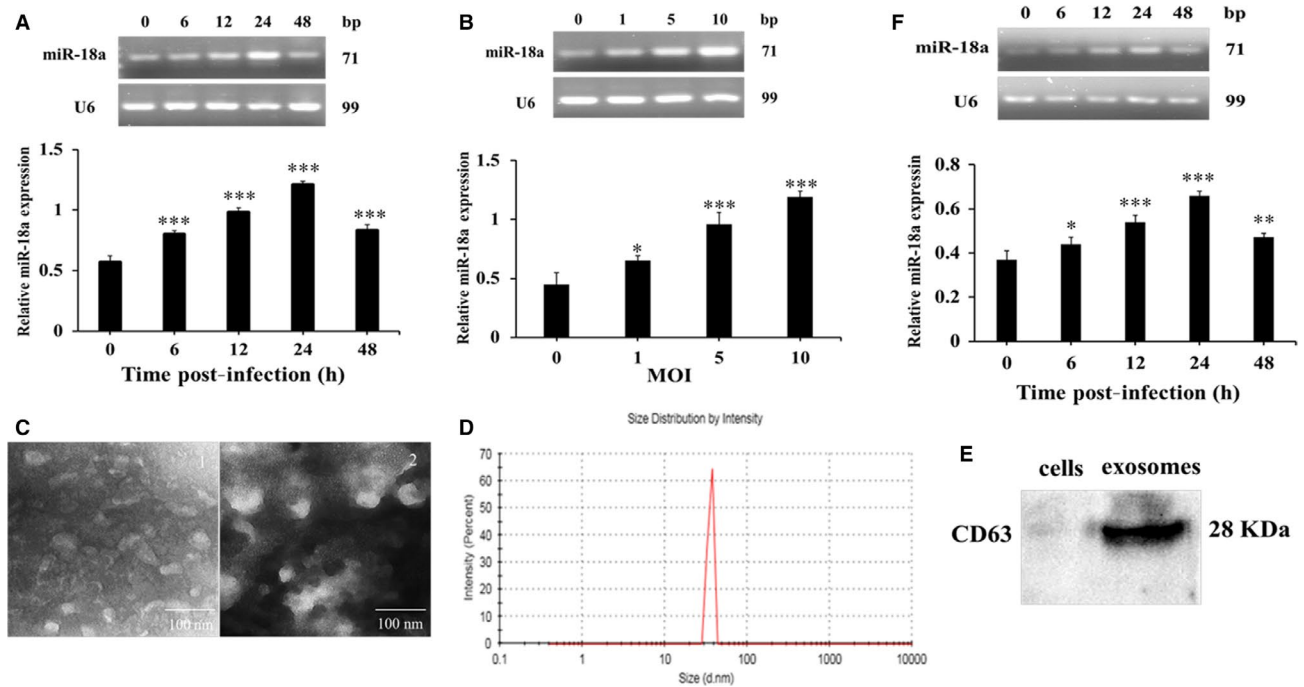 A
0 6 12 24 48 bp
miR-18a 71
U6 99
Relative miR-18a expression
1.5
1
0.5
0
***
***
***
***
0 6 12 24 48
Time post-infection (h)
B
0 1 5 10 bp
miR-18a 71
U6 99
Relative miR-18a expression
1.5
1
0.5
0
*
***
***
0 1 5 10
MOI
F
0 6 12 24 48 bp
miR-18a 71
U6 99
Relative miR-18a expressin
0.8
0.6
0.4
0.2
0
*
***
***
**
0 6 12 24 48
Time post-infection (h)
C
1
100 nm
2
100 nm
D
Size Distribution by Intensity
Intensity (Percent)
70
60
50
40
30
20
10
0
0.1 1 10 100 1000 10000
Size (d.nm)
E
cells exosomes
CD63 28 KDa